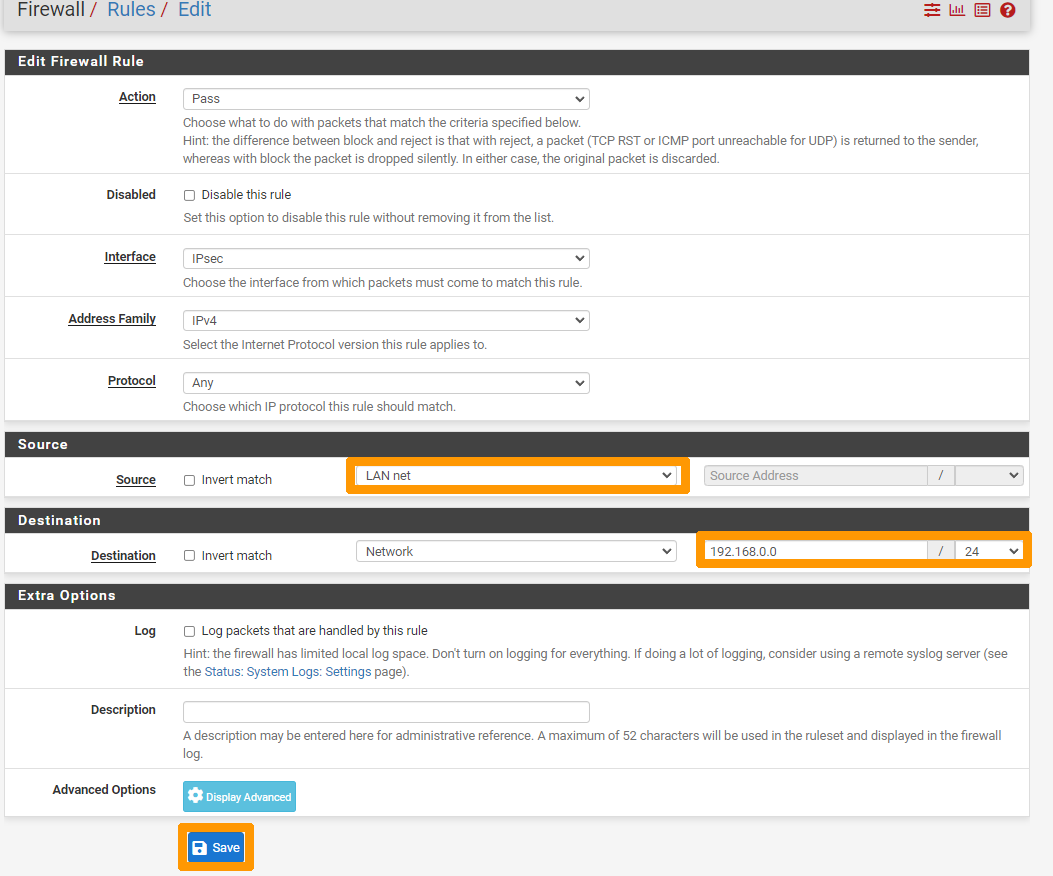 Firewall / Rules / Edit
Edit Firewall Rule
Action
Pass
Choose what to do with packets that match the criteria specified below.
Hint: the difference between block and reject is that with reject, a packet (TCP RST or ICMP port unreachable for UDP) is returned to the sender,
whereas with block the packet is dropped silently. In either case, the original packet is discarded.
Disabled
Disable this rule
Set this option to disable this rule without removing it from the list.
Interface
IPsec
Choose the interface from which packets must come to match this rule.
Address Family
IPv4
Select the Internet Protocol version this rule applies to.
Protocol
Any
Choose which IP protocol this rule should match.
Source
Source
Invert match
LAN net
Source Address
/
Destination
Destination
Invert match
Network
192.168.0.0
/
24
Extra Options
Log
Log packets that are handled by this rule
Hint: the firewall has limited local log space. Don't turn on logging for everything. If doing a lot of logging, consider using a remote syslog server (see
the Status: System Logs: Settings page).
Description
A description may be entered here for administrative reference. A maximum of 52 characters will be used in the ruleset and displayed in the firewall
log.
Advanced Options
Display Advanced
Save